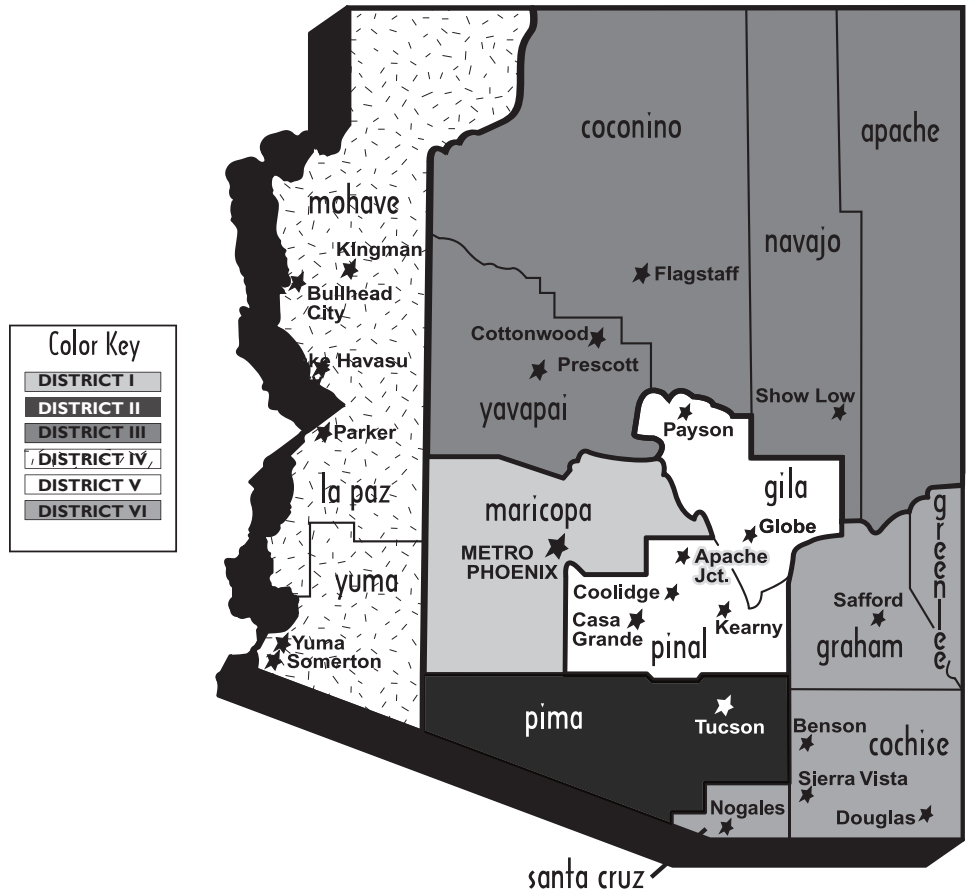 coconino
apache
mohave
navajo
Kingman
Flagstaff
Bullhead
City
Color Key
DISTRICT I
DISTRICT II
DISTRICT III
DISTRICT IV
DISTRICT V
DISTRICT VI
Cottonwood
ke Havasu
Prescott
Show Low
yavapai
Payson
Parker
la paz
gila
maricopa
greenlee
Globe
METRO
PHOENIX
Apache
Jct.
yuma
Coolidge
Safford
Casa
Grande
Kearny
pinal
graham
Yuma
Somerton
pima
Tucson
Benson
cochise
Sierra Vista
Nogales
Douglas
santa cruz